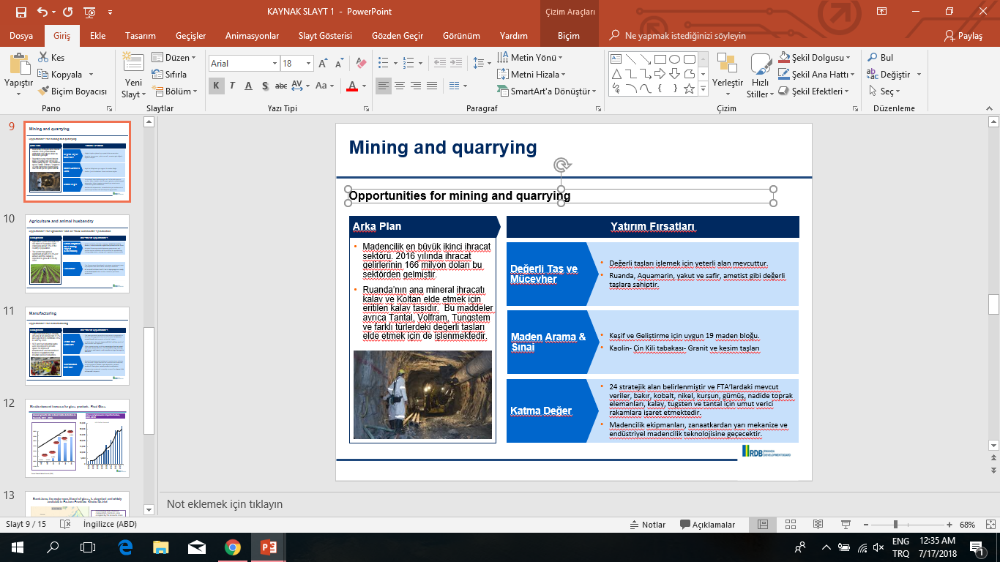 KAYNAK SLAYT 1 - PowerPoint
Çizim Araçları
Dosya Giriş Ekle Tasarım Geçişler Animasyonlar Slayt Gösterisi Gözden Geçir Görünüm Yardım Biçim Ne yapmak istediğinizi söyleyin Paylaş
Yapıştır
Kes
Kopyala
Biçim Boyacısı
Pano
Yeni
Slayt
Düzen
Sıfırla
Bölüm
Slaytlar
Arial 18
K T A S abc AV Aa A
Yazı Tipi
Metin Yönü
Metni Hizala
SmartArt'a Dönüştür
Paragraf
Yerleştir
Hızlı
Stiller
Şekil Dolgusu
Şekil Ana Hattı
Şekil Efektleri
Çizim
Bul
Değiştir
Seç
Düzenleme
9
Mining and quarrying
10
Agriculture and animal husbandry
11
Manufacturing
12
13
Mining and quarrying
Opportunities for mining and quarrying
Arka Plan
Madencilik en büyük ikinci ihracat
sektörü. 2016 yılında ihracat
gelirlerinin 166 milyon doları bu
sektörden gelmiştir.
Ruanda'nın ana mineral ihracatı
kalay ve Koltan elde etmek için
eritilen kalay taşıdır. Bu maddeler
ayrıca Tantal, Volfram, Tungstem
ve farklı türlerdeki değerli taşları
elde etmek için de işlenmektedir.
Yatırım Fırsatları
Değerli Taş ve
Mücevher
Değerli taşları işlemek için yeterli alan mevcuttur.
Ruanda, Aquamarin, yakut ve safir, ametist gibi değerli
taşlara sahiptir.
Maden Arama &
Sınai
Keşif ve Geliştirme için uygun 19 maden bloğu.
Kaolin- Çin Kili tabakası- Granit ve kesim taşları
Katma Değer
24 stratejik alan belirlenmiştir ve FTA'lardaki mevcut
veriler, bakır, kobalt, nikel, kurşun, gümüş, nadide toprak
elemanları, kalay, tugsten ve tantal için umut verici
rakamlara işaret etmektedir.
Madencilik ekipmanları, zanaatkardan yarı mekanize ve
endüstriyel madencilik teknolojisine geçecektir.
RDB RWANDA
DEVELOPMENT BOARD
Not eklemek için tıklayın
Slayt 9 / 15 İngilizce (ABD) Notlar Açıklamalar 68%
ENG 12:35 AM
TRQ 7/17/2018
1